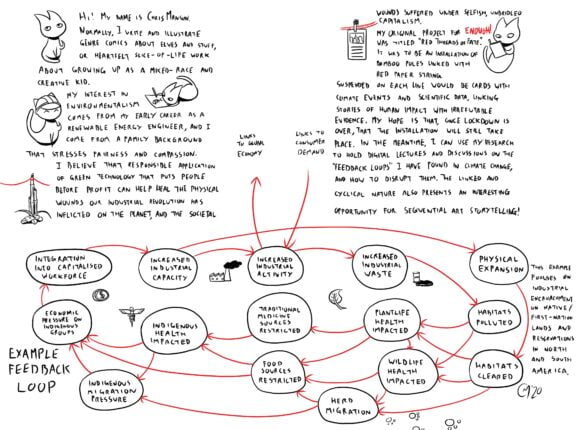 Hi! My name is Chris Manson.
Normally, I write and illustrate
genre comics about elves and stuff,
or heartfelt slice-of-life work
about growing up as a mixed-race and
creative kid.
My interest in
environmentalism
comes from my early career as a
renewable energy engineer, and I
come from a family background
that stresses fairness and compassion.
I believe that responsible application
of green technology that puts people
before profit can help heal the physical
wounds our industrial revolution has
inflicted on the planet, and the societal
wounds suffered under selfish, unbridled
capitalism.
My original project for ENOUGH!
was titled "Red Threads of Fate".
It was to be an installation of
bamboo poles linked with
red paper string.
Suspended on each line would be cards with
climate events and scientific data, linking
stories of human impact with irrefutable
evidence. My hope is that, once lockdown is
over, that the installation will still take
place. In the meantime, I can use my research
to hold digital lectures and discussions on the
"feedback loops" I have found in climate change,
and how to disrupt them. The linked and
cyclical nature also presents an interesting
opportunity for sequential art storytelling!
Links
to global
economy
Links to
consumer
demand
Integration
into capitalised
workforce
Increased
industrial
capacity
Increased
industrial
activity
Increased
industrial
waste
Physical
expansion
Economic
pressure on
indigenous
groups
Indigenous
health
impacted
Traditional
medicine
sources
restricted
Plantlife
health
impacted
Habitats
polluted
Food
sources
restricted
Wildlife
health
impacted
Habitats
cleared
Indigenous
migration
pressure
Herd
migration
Example
feedback
loop
This example
focuses on
industrial
encroachment
on native/
first-nation
lands and
reservations
in North
and South
America.
CM'20